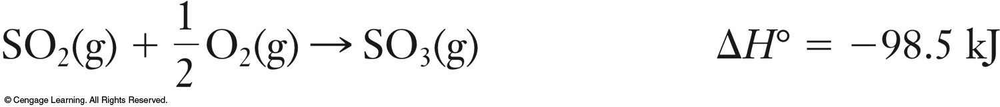 SO₂(g) + 1/2 O₂(g) → SO₃(g) ΔH° = −98.5 kJ
© Cengage Learning. All Rights Reserved.